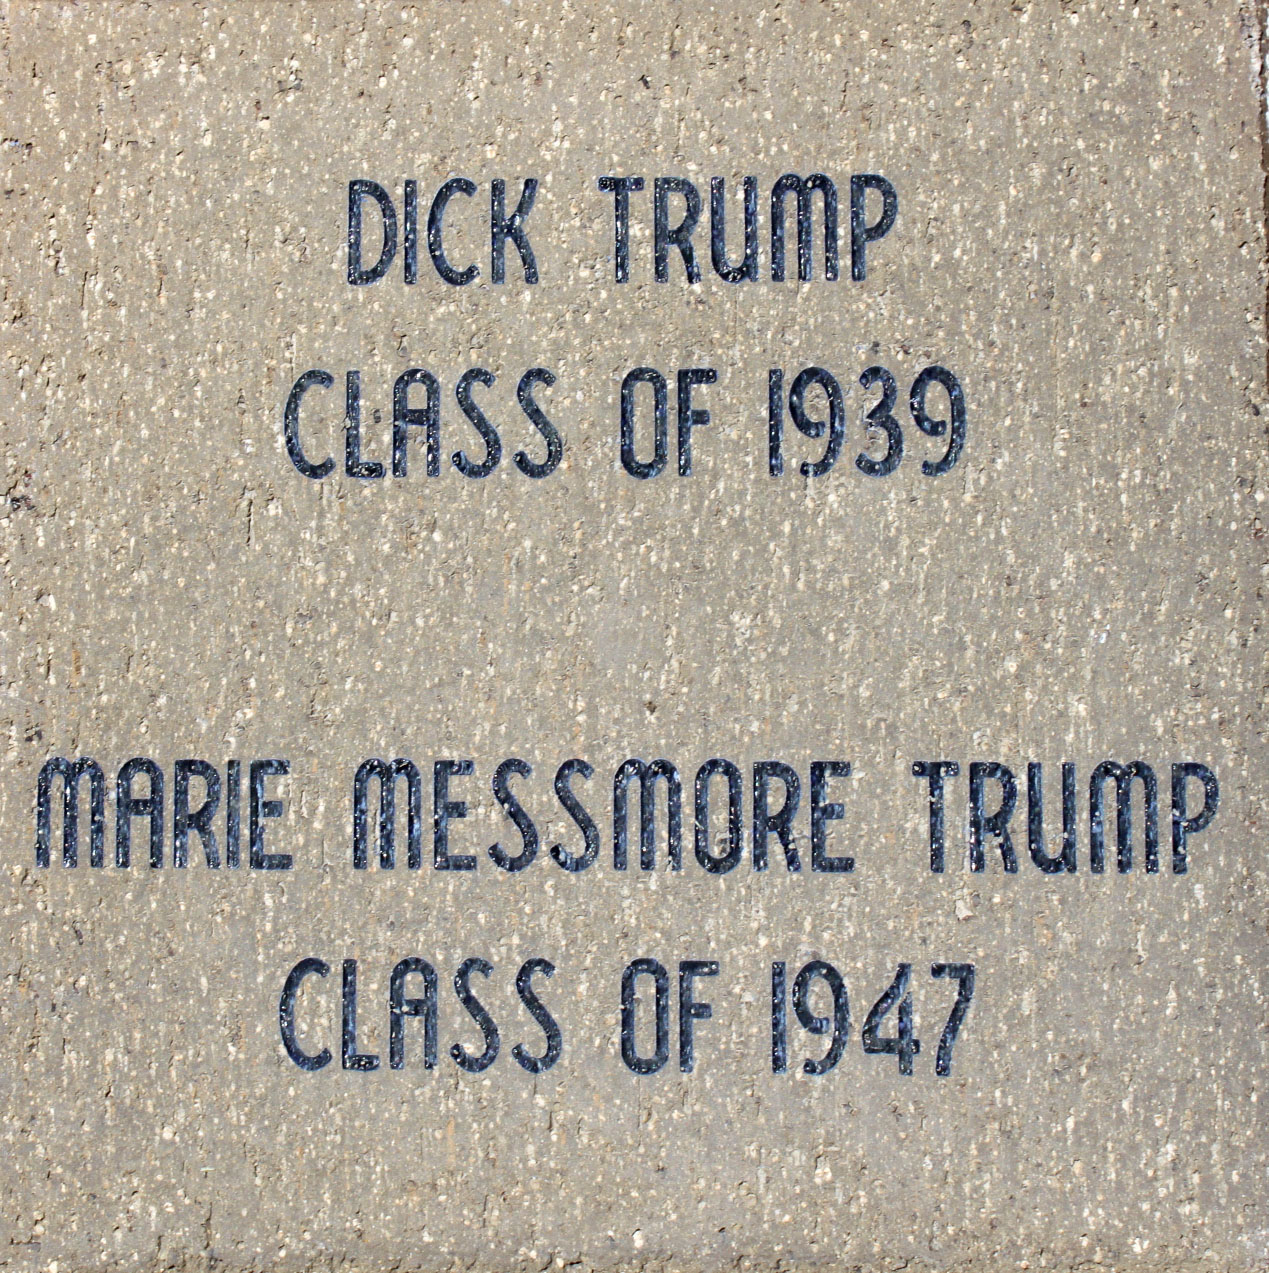 DICK TRUMP
CLASS OF 1939
MARIE MESSMORE TRUMP
CLASS OF 1947